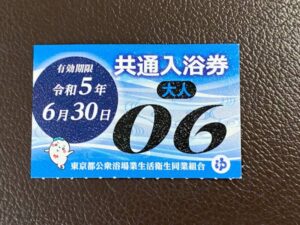 有効期限
令和5年
6月30日
共通入浴券
大人
06
東京都公衆浴場業生活衛生同業組合
ゆ